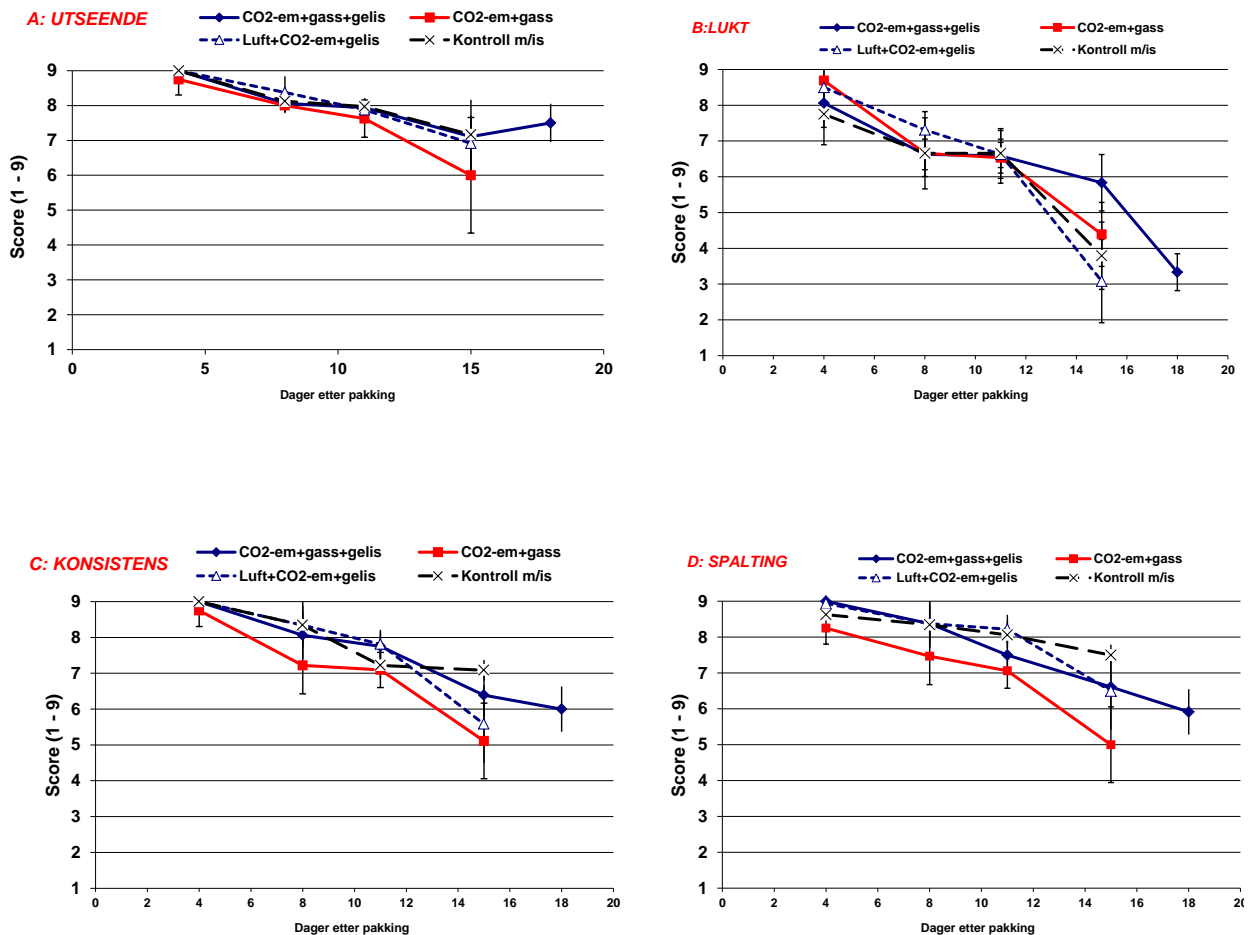 A: UTSEENDE
CO2-em+gass+gelis CO2-em+gass
Luft+CO2-em+gelis Kontroll m/is
Score (1 - 9)
9
8
7
6
5
4
3
2
1
0 5 10 15 20
Dager etter pakking
B:LUKT
CO2-em+gass+gelis CO2-em+gass
Luft+CO2-em+gelis Kontroll m/is
Score (1 - 9)
9
8
7
6
5
4
3
2
1
0 2 4 6 8 10 12 14 16 18 20
Dager etter pakking
C: KONSISTENS
CO2-em+gass+gelis CO2-em+gass
Luft+CO2-em+gelis Kontroll m/is
Score (1 - 9)
9
8
7
6
5
4
3
2
1
0 2 4 6 8 10 12 14 16 18 20
Dager etter pakking
D: SPALTING
CO2-em+gass+gelis CO2-em+gass
Luft+CO2-em+gelis Kontroll m/is
Score (1 - 9)
9
8
7
6
5
4
3
2
1
0 2 4 6 8 10 12 14 16 18 20
Dager etter pakking